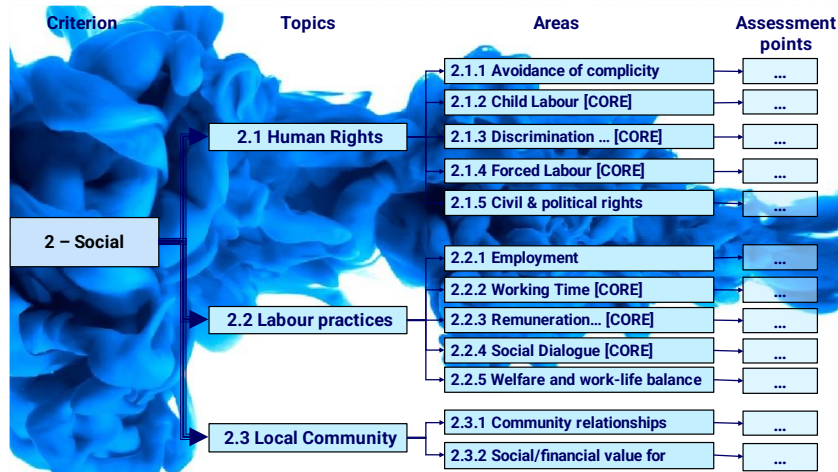 Criterion
Topics
Areas
Assessment
points
2.1.1 Avoidance of complicity
...
2.1.2 Child Labour [CORE]
...
2.1 Human Rights
2.1.3 Discrimination ... [CORE]
...
2.1.4 Forced Labour [CORE]
...
2.1.5 Civil & political rights
...
2 – Social
2.2.1 Employment
...
2.2.2 Working Time [CORE]
...
2.2 Labour practices
2.2.3 Remuneration... [CORE]
...
2.2.4 Social Dialogue [CORE]
...
2.2.5 Welfare and work-life balance
...
2.3 Local Community
2.3.1 Community relationships
...
2.3.2 Social/financial value for
...